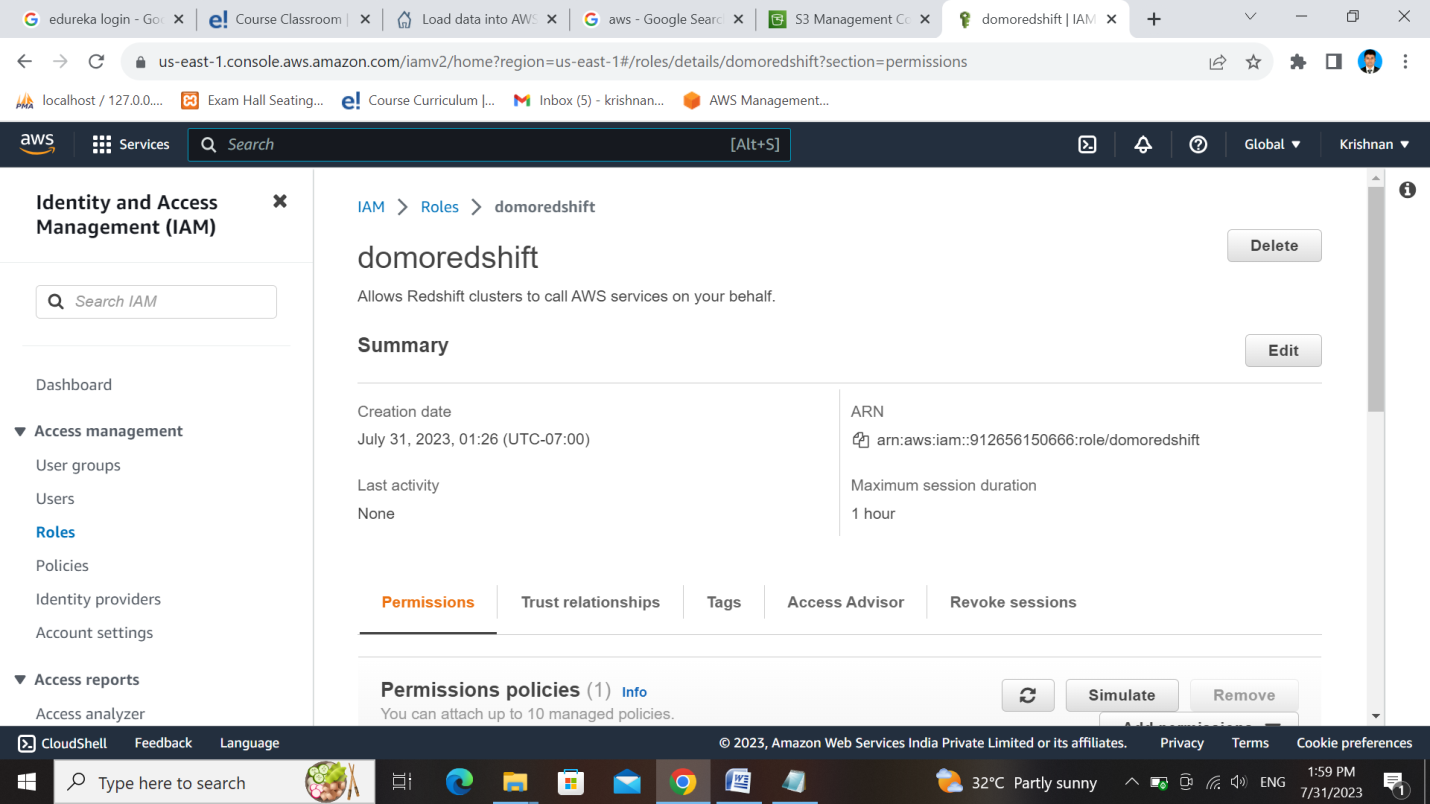 edureka login - Goo
Course Classroom |
Load data into AWS
aws - Google Searc
S3 Management Co
domoredshift | IAM
us-east-1.console.aws.amazon.com/iamv2/home?region=us-east-1#/roles/details/domoredshift?section=permissions
PMA
localhost / 127.0.0....
Exam Hall Seating...
Course Curriculum |...
Inbox (5) - krishnan...
AWS Management...
aws
Services
Search
[Alt+S]
Global
Krishnan
Identity and Access
Management (IAM)
Search IAM
Dashboard
Access management
User groups
Users
Roles
Policies
Identity providers
Account settings
Access reports
Access analyzer
IAM
Roles
domoredshift
domoredshift
Delete
Allows Redshift clusters to call AWS services on your behalf.
Summary
Edit
Creation date
July 31, 2023, 01:26 (UTC-07:00)
ARN
arn:aws:iam::912656150666:role/domoredshift
Last activity
None
Maximum session duration
1 hour
Permissions
Trust relationships
Tags
Access Advisor
Revoke sessions
Permissions policies (1) Info
You can attach up to 10 managed policies.
Simulate
Remove
Add permissions
CloudShell
Feedback
Language
© 2023, Amazon Web Services India Private Limited or its affiliates.
Privacy
Terms
Cookie preferences
Type here to search
32°C Partly sunny
ENG
1:59 PM
7/31/2023
1